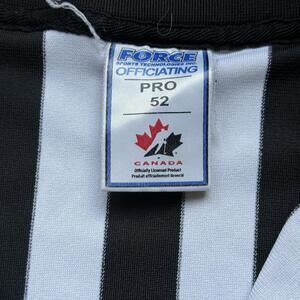 FORCE
SPORTS TECHNOLOGIES INC.
OFFICIATING
PRO
52
CANADA
Officially Licensed Product
Produit officiellement licencié